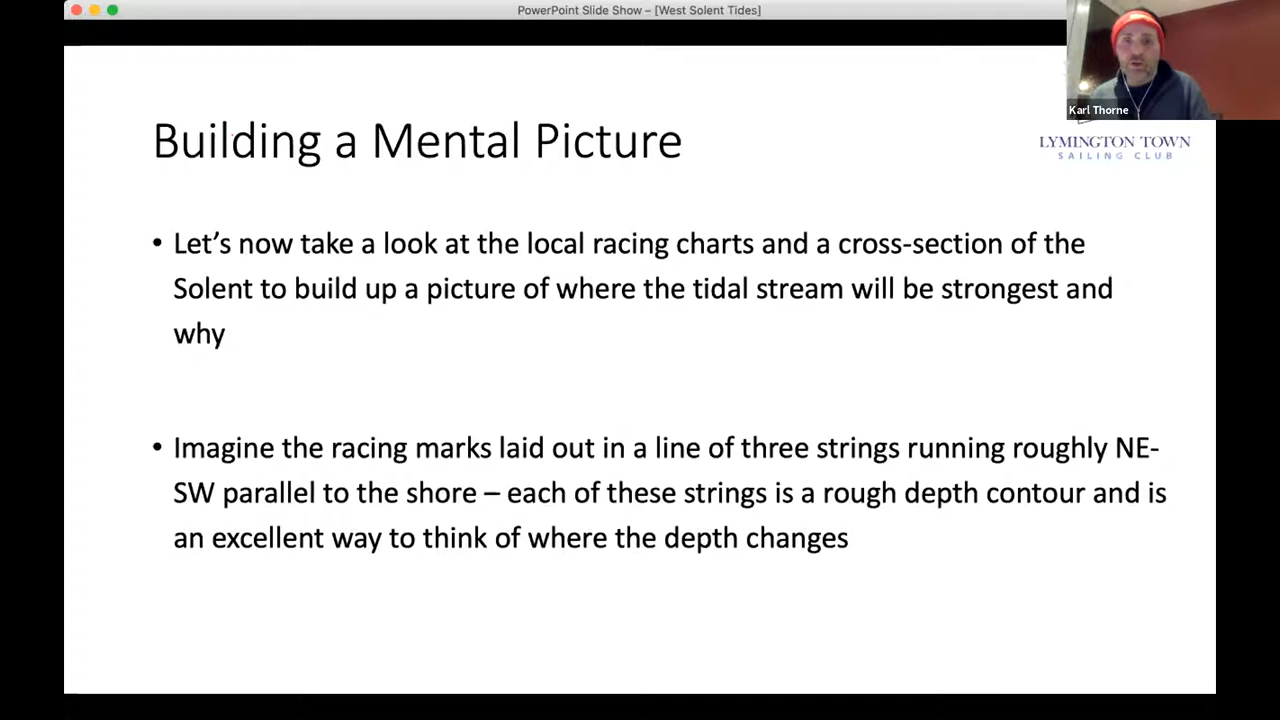 PowerPoint Slide Show – [West Solent Tides]
Karl Thorne
Building a Mental Picture
LYMINGTON TOWN
SAILING CLUB
• Let’s now take a look at the local racing charts and a cross-section of the
Solent to build up a picture of where the tidal stream will be strongest and
why
• Imagine the racing marks laid out in a line of three strings running roughly NE-
SW parallel to the shore – each of these strings is a rough depth contour and is
an excellent way to think of where the depth changes